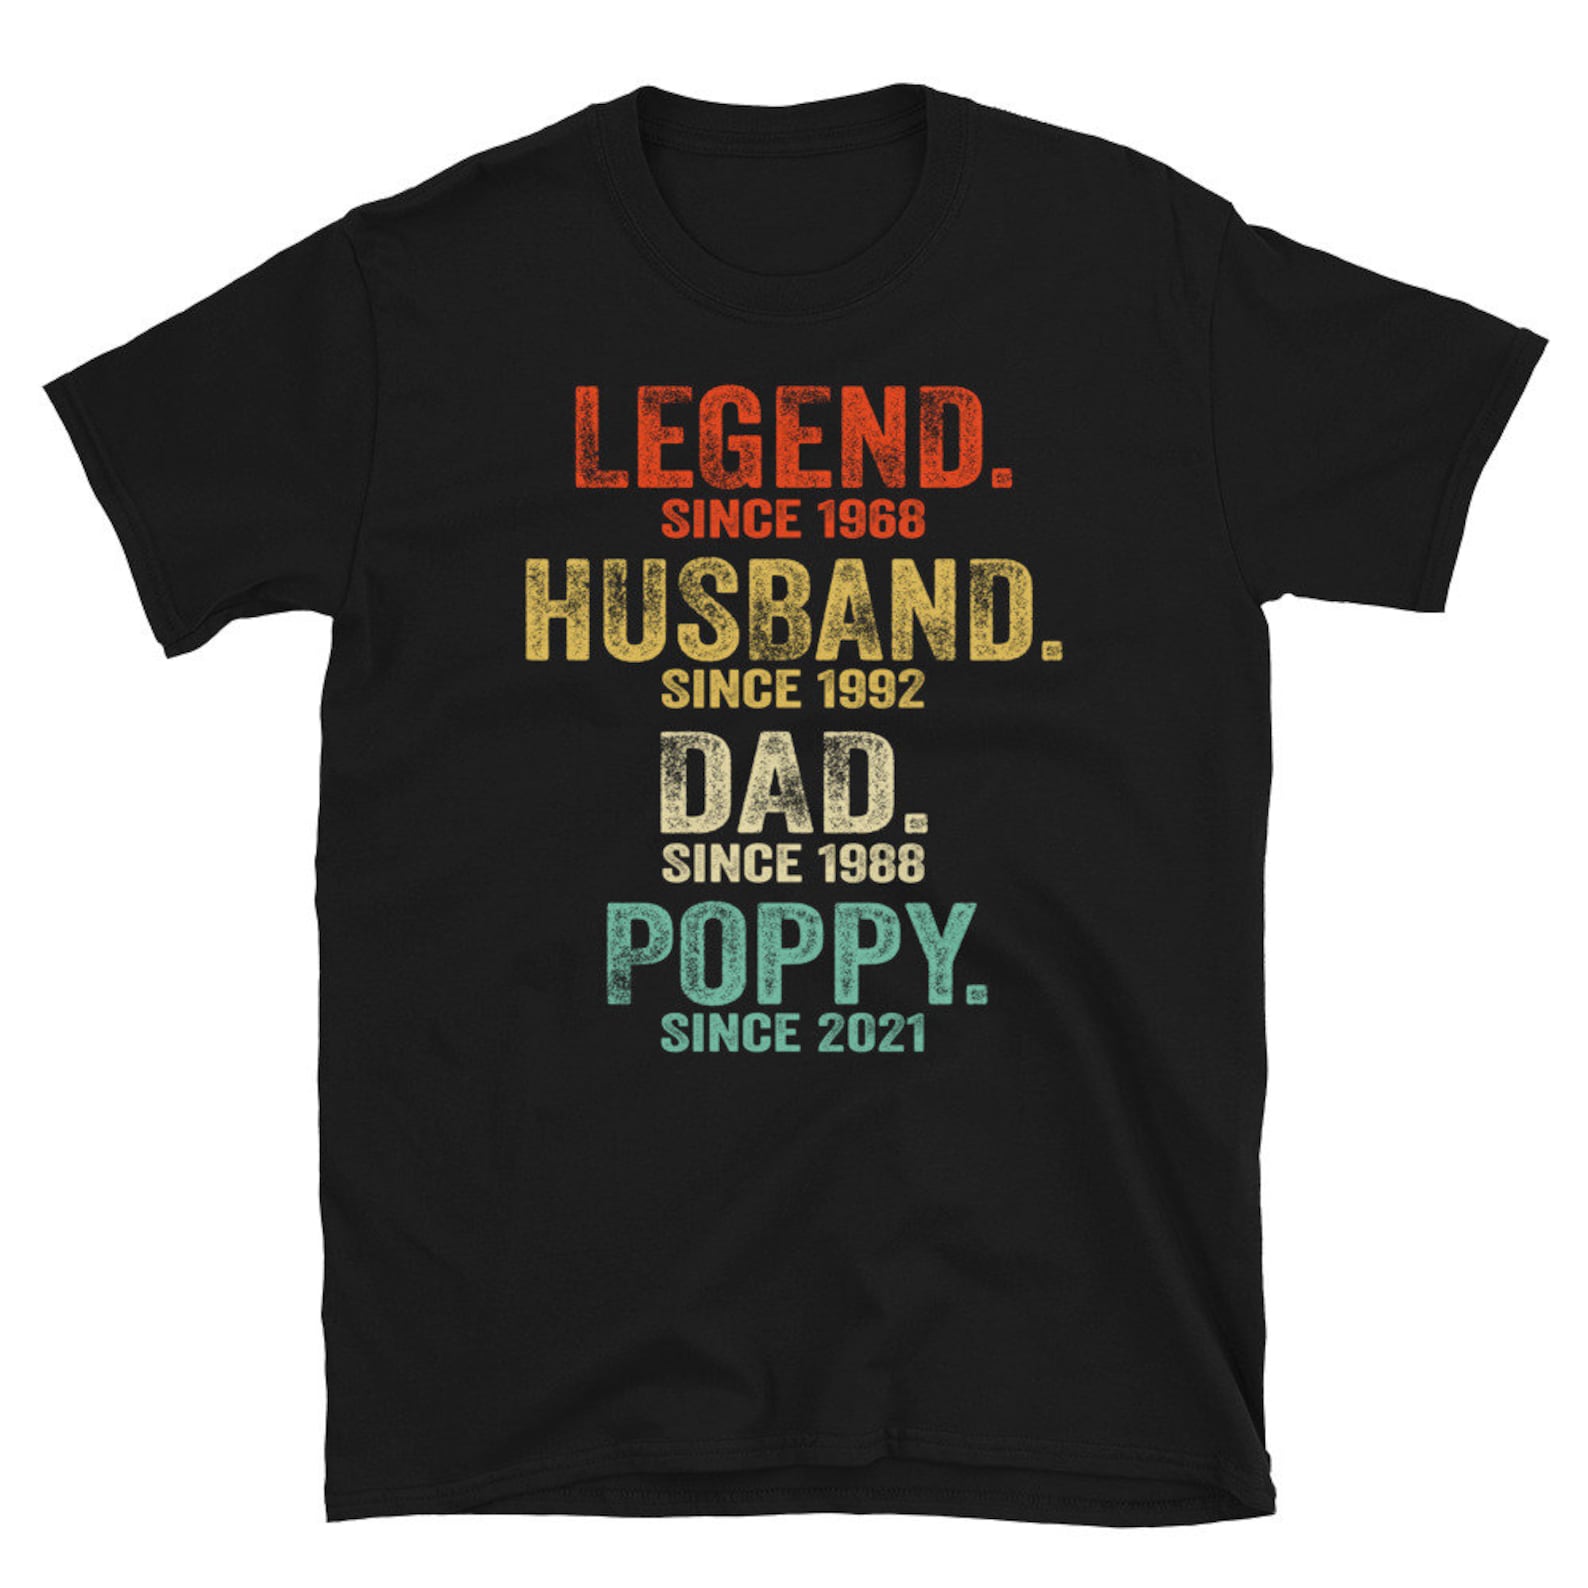 LEGEND.
SINCE 1968
HUSBAND.
SINCE 1992
DAD.
SINCE 1988
POPPY.
SINCE 2021